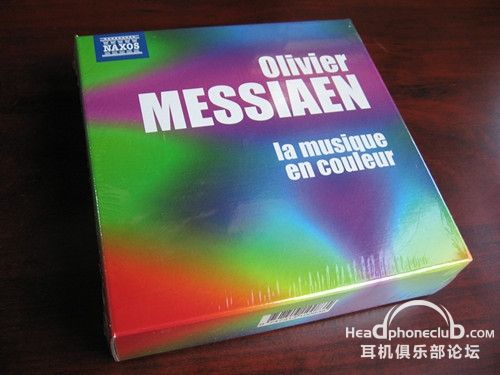 NAXOS
Olivier
MESSIAEN
la musique
en couleur
Headphoneclub.com
耳机俱乐部论坛